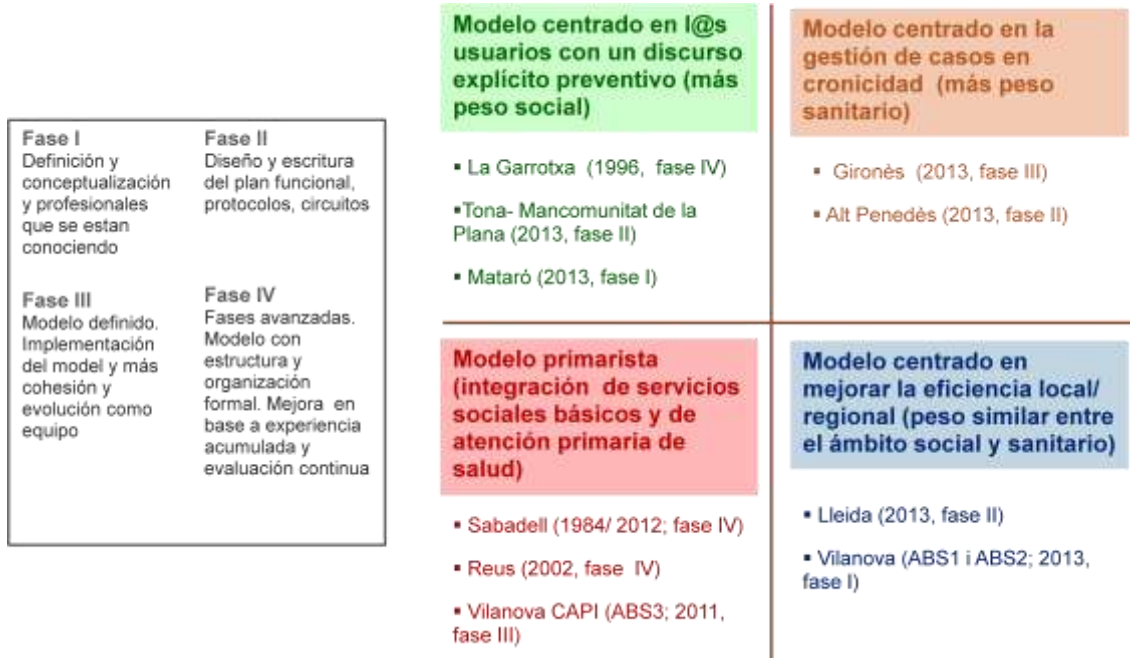 Fase I
Definición y
conceptualización
y profesionales
que se estan
conociendo
Fase II
Diseño y escritura
del plan funcional,
protocolos, circuitos
Fase III
Modelo definido.
Implementación
del model y más
cohesión y
evolución como
equipo
Fase IV
Fases avanzadas.
Modelo con
estructura y
organización
formal. Mejora en
base a experiencia
acumulada y
evaluación continua
Modelo centrado en l@s
usuarios con un discurso
explícito preventivo (más
peso social)
▪ La Garrotxa (1996, fase IV)
▪Tona- Mancomunitat de la
Plana (2013, fase II)
▪ Mataró (2013, fase I)
Modelo centrado en la
gestión de casos en
cronicidad (más peso
sanitario)
▪ Gironès (2013, fase III)
▪ Alt Penedès (2013, fase II)
Modelo primarista
(integración de servicios
sociales básicos y de
atención primaria de
salud)
▪ Sabadell (1984/ 2012; fase IV)
▪ Reus (2002, fase IV)
▪ Vilanova CAPI (ABS3; 2011,
fase III)
Modelo centrado en
mejorar la eficiencia local/
regional (peso similar entre
el ámbito social y sanitario)
▪ Lleida (2013, fase II)
▪ Vilanova (ABS1 i ABS2; 2013,
fase I)